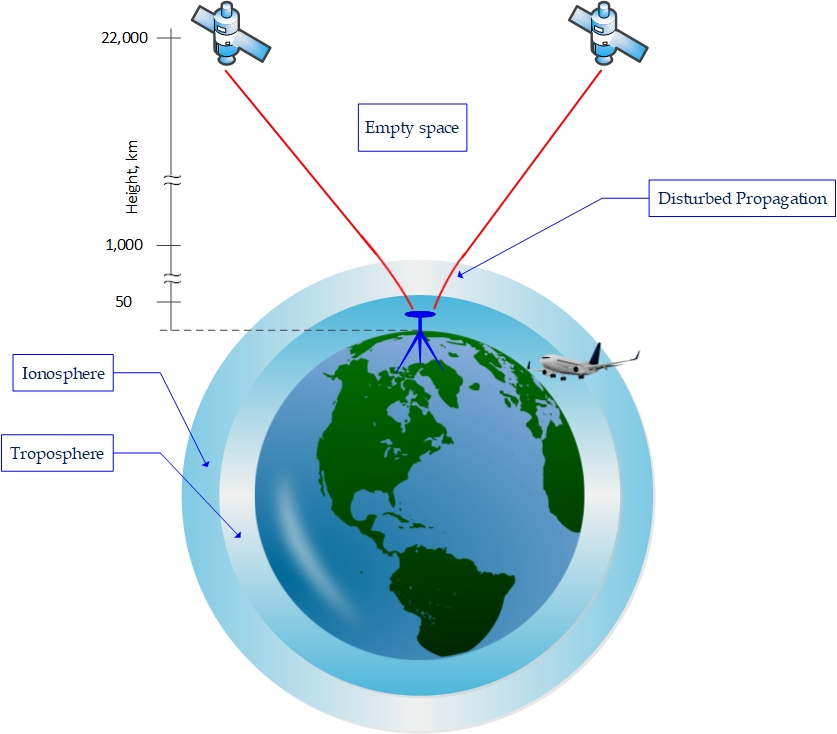 22,000
Empty space
Height, km
Disturbed Propagation
1,000
50
Ionosphere
Troposphere